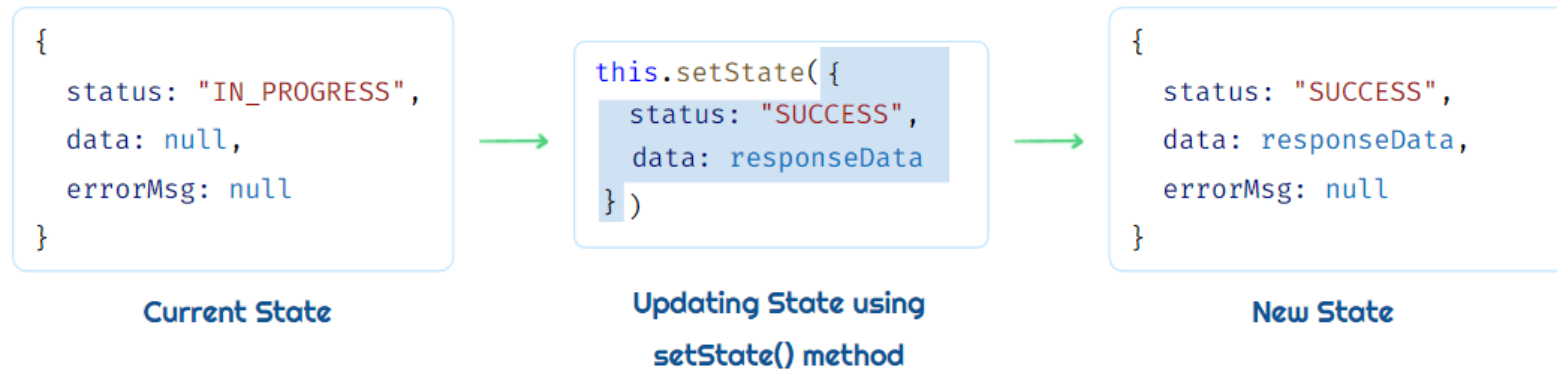 {
status: "IN_PROGRESS",
data: null,
errorMsg: null
}
Current State
this.setState( {
status: "SUCCESS",
data: responseData
} )
Updating State using
setState() method
{
status: "SUCCESS",
data: responseData,
errorMsg: null
}
New State